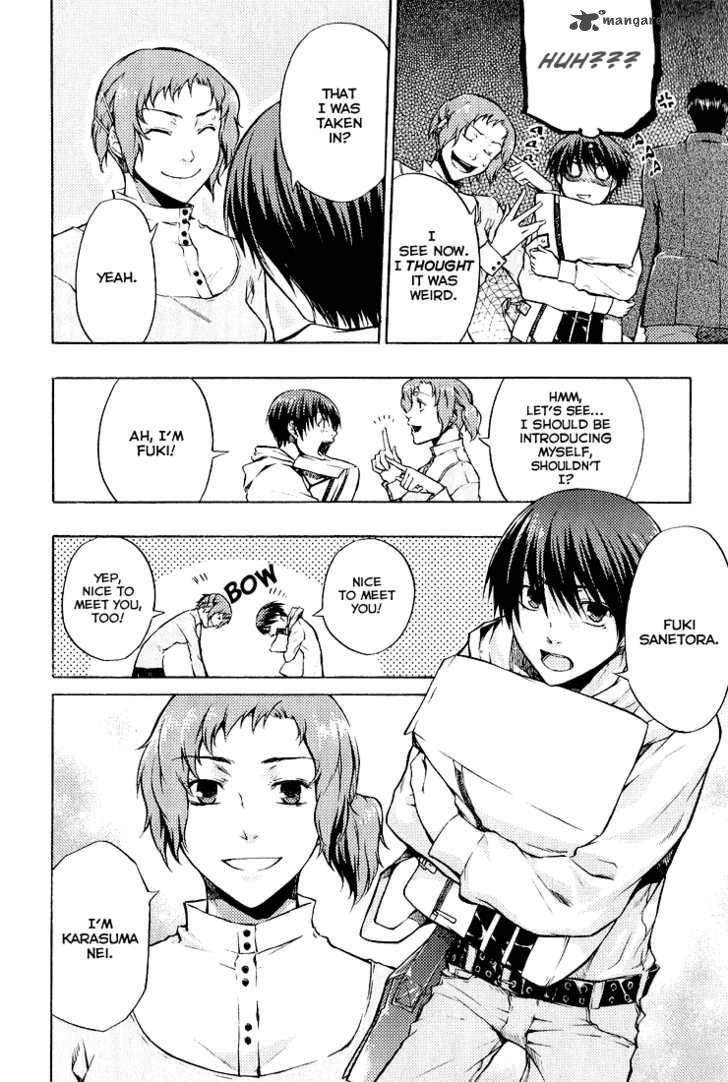 mangar
HUH???
I
SEE NOW.
I THOUGHT
IT WAS
WEIRD.
THAT
I WAS
TAKEN
IN?
YEAH.
HMM,
LET'S SEE...
I SHOULD BE
INTRODUCING
MYSELF,
SHOULDN'T
I?
AH, I'M
FUKI!
FUKI
SANETORA.
NICE
TO MEET
YOU!
BOW
YEP,
NICE TO
MEET YOU,
TOO!
I'M
KARASUMA
NEI.